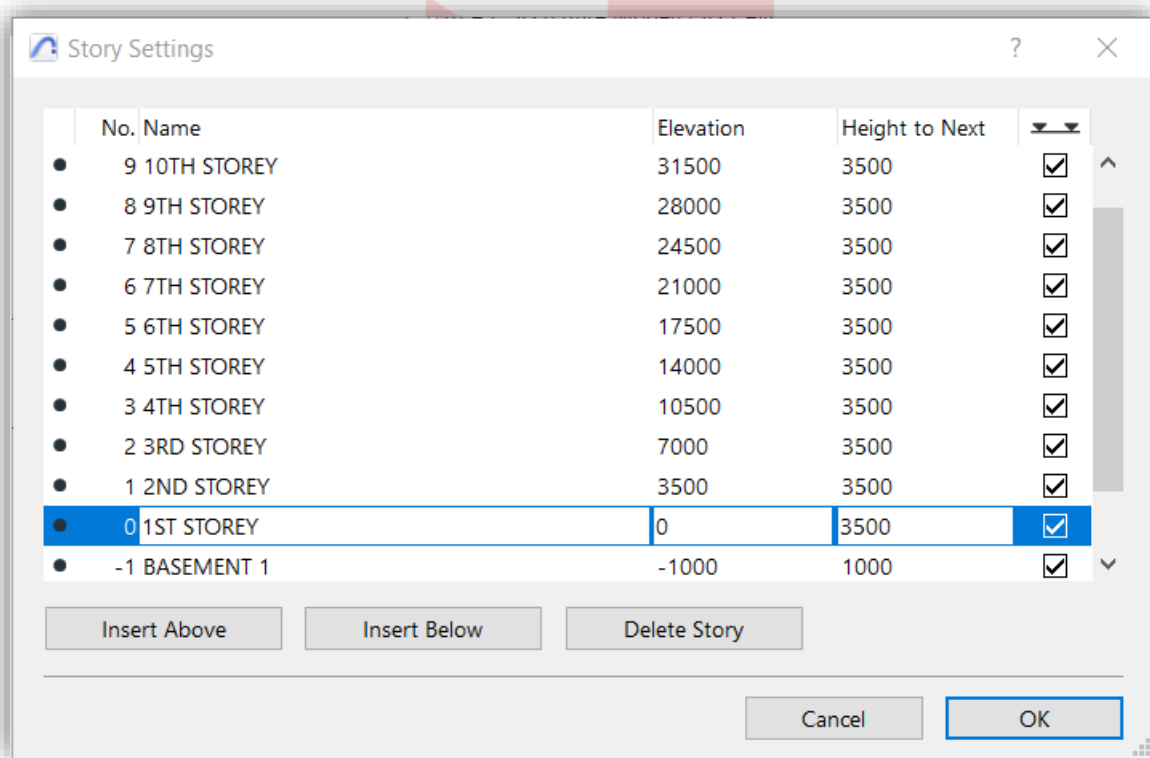 Story Settings ?
No. Name Elevation Height to Next
9 10TH STOREY 31500 3500
8 9TH STOREY 28000 3500
7 8TH STOREY 24500 3500
6 7TH STOREY 21000 3500
5 6TH STOREY 17500 3500
4 5TH STOREY 14000 3500
3 4TH STOREY 10500 3500
2 3RD STOREY 7000 3500
1 2ND STOREY 3500 3500
0 1ST STOREY 0 3500
-1 BASEMENT 1 -1000 1000
Insert Above Insert Below Delete Story
Cancel OK